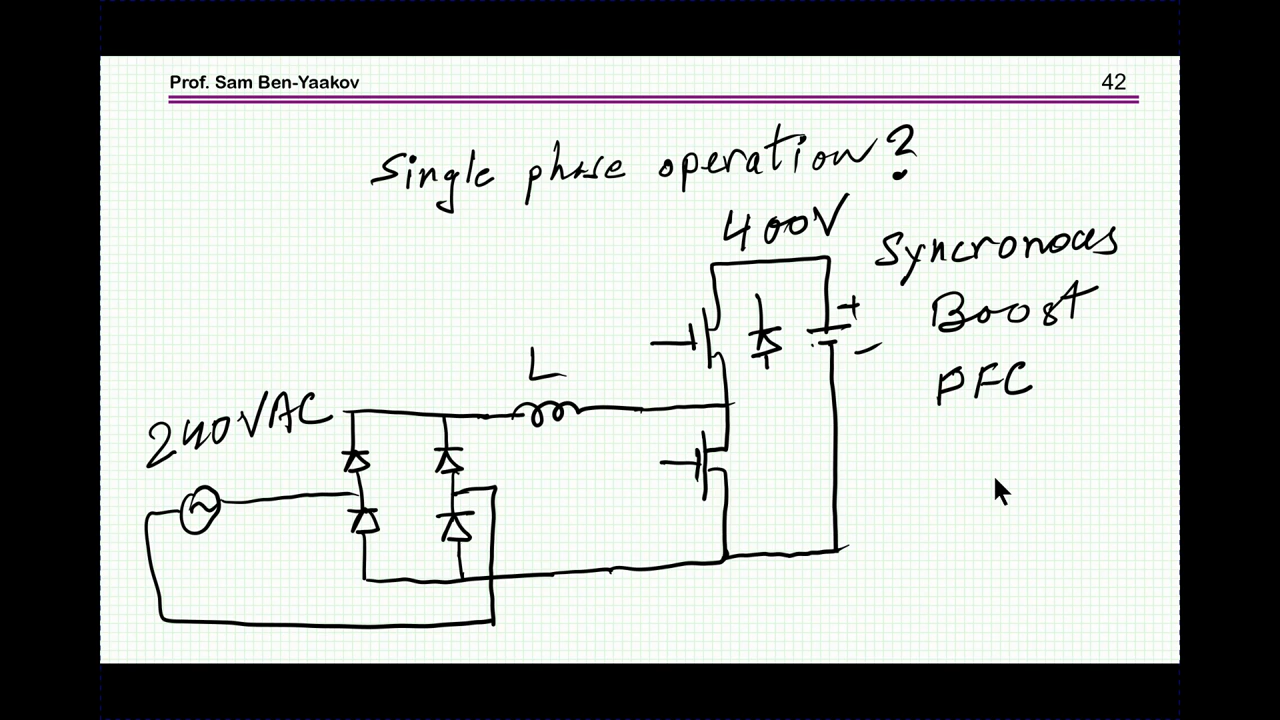 Prof. Sam Ben-Yaakov
42
Single phase operation?
400V
Syncronous
Boost
PFC
+
-
L
240VAC